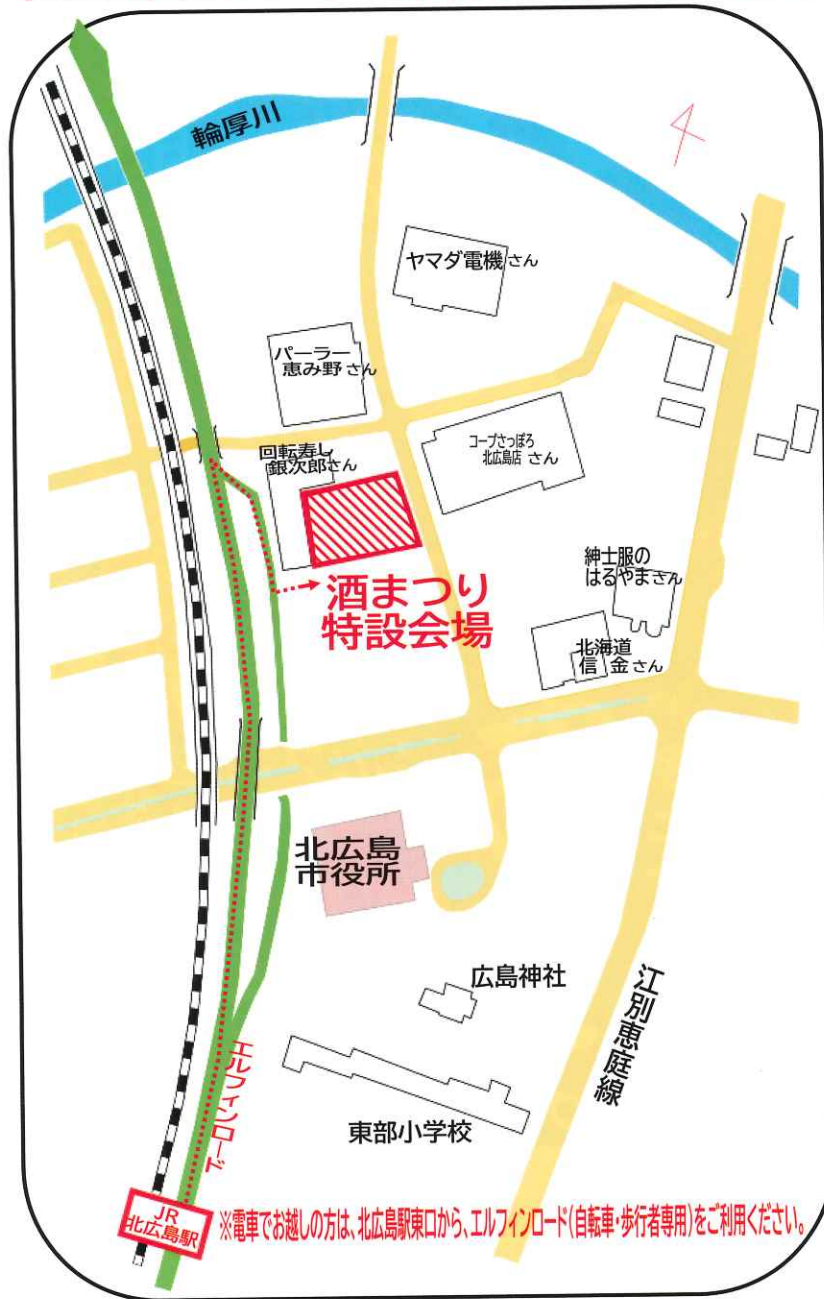 輪厚川
ヤマダ電機さん
パーラー
恵み野さん
回転寿し
銀次郎さん
コープさっぽろ
北広島店さん
酒まつり
特設会場
紳士服の
はるやまさん
北海道
信金さん
北広島
市役所
広島神社
江別恵庭線
エルフィンロード
東部小学校
JR
北広島駅
※電車でお越しの方は、北広島駅東口から、エルフィンロード(自転車・歩行者専用)をご利用ください。